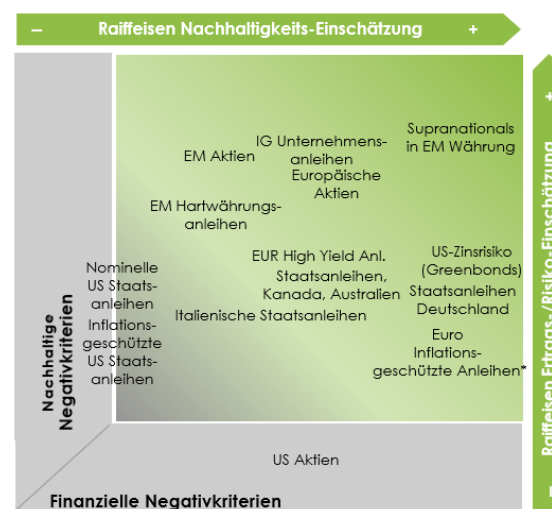 – Raiffeisen Nachhaltigkeits-Einschätzung +
Supranationals
in EM Währung
IG Unternehmens-
anleihen
EM Aktien
Europäische
Aktien
EM Hartwährungs-
anleihen
EUR High Yield Anl.
Staatsanleihen,
Kanada, Australien
US-Zinsrisiko
(Greenbonds)
Staatsanleihen
Deutschland
Nominelle
US Staats-
anleihen
Italienische Staatsanleihen
Inflations-
geschützte
US Staats-
anleihen
Euro
Inflations-
geschützte Anleihen*
Nachhaltige
Negativkriterien
US Aktien
Finanzielle Negativkriterien
Raiffeisen Ertrags-/Risiko-Einschätzung +